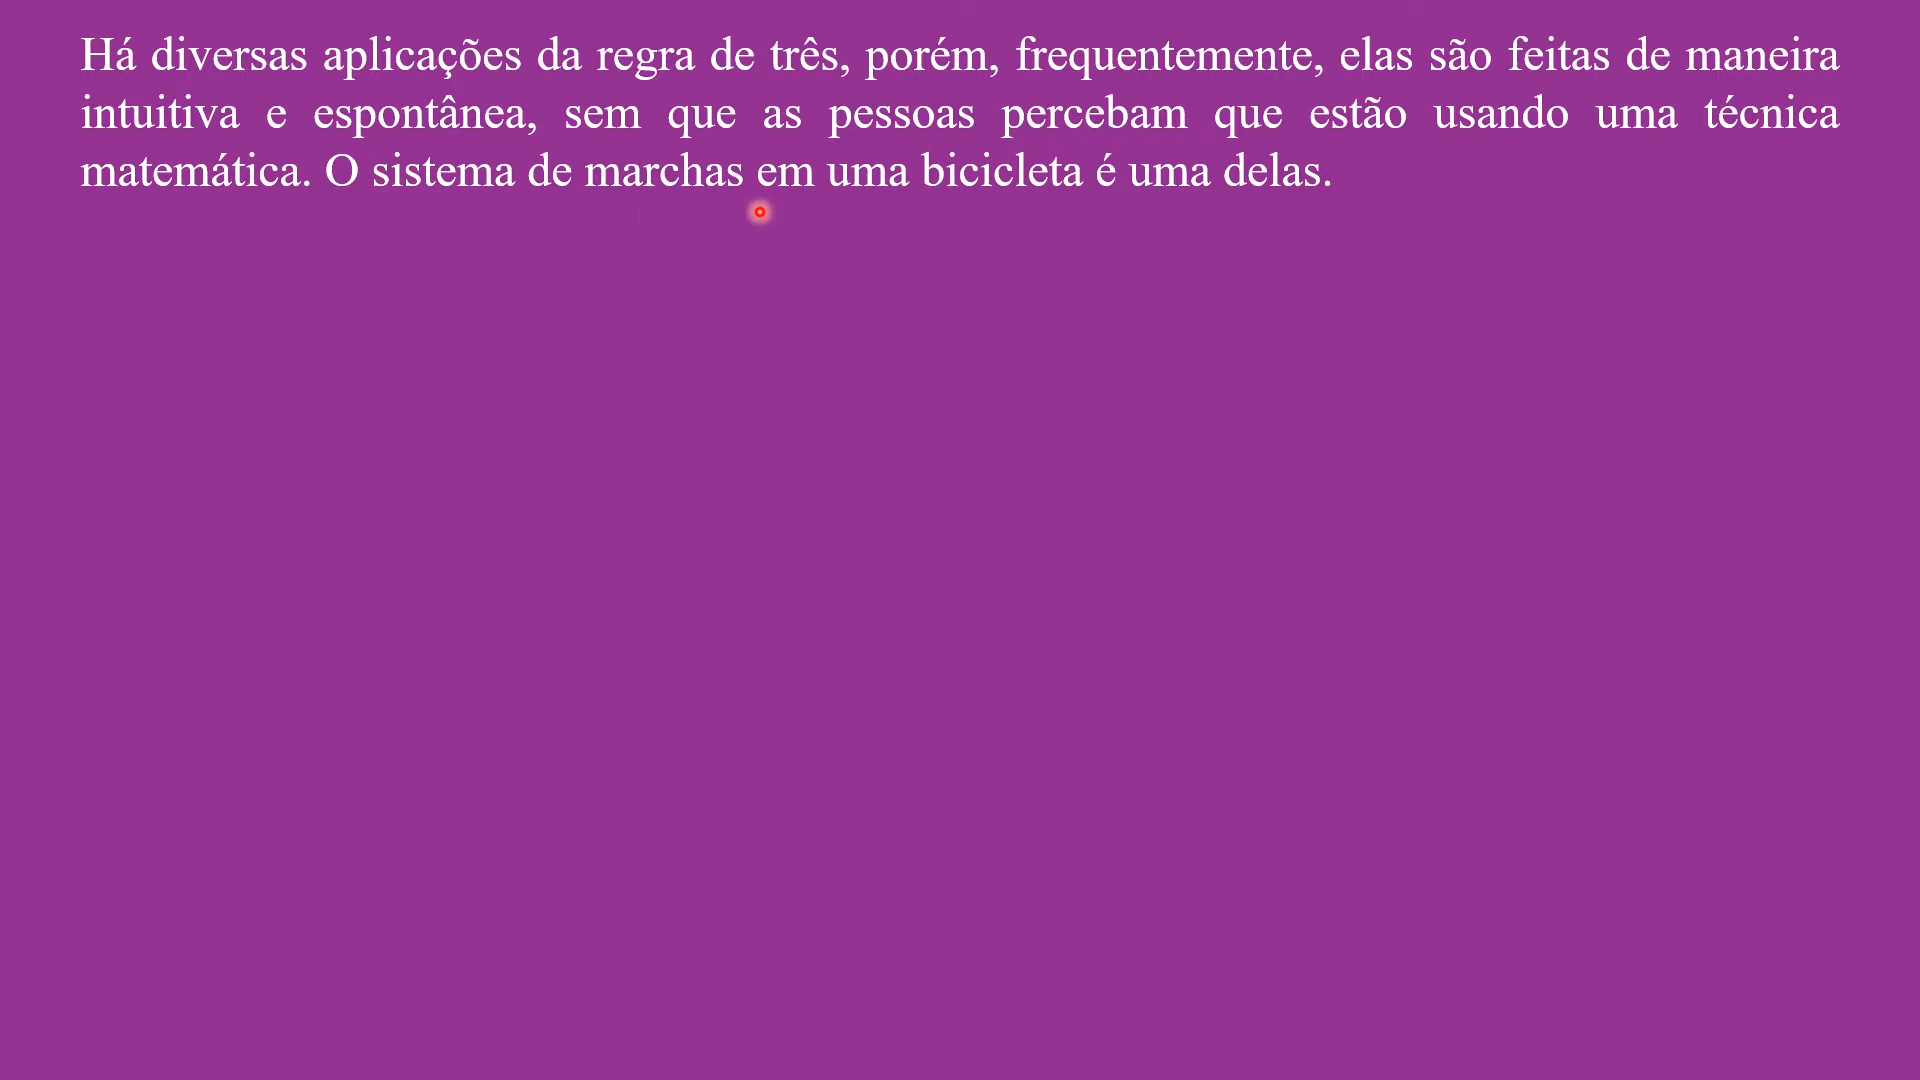 Há diversas aplicações da regra de três, porém, frequentemente, elas são feitas de maneira
intuitiva e espontânea, sem que as pessoas percebam que estão usando uma técnica
matemática. O sistema de marchas em uma bicicleta é uma delas.